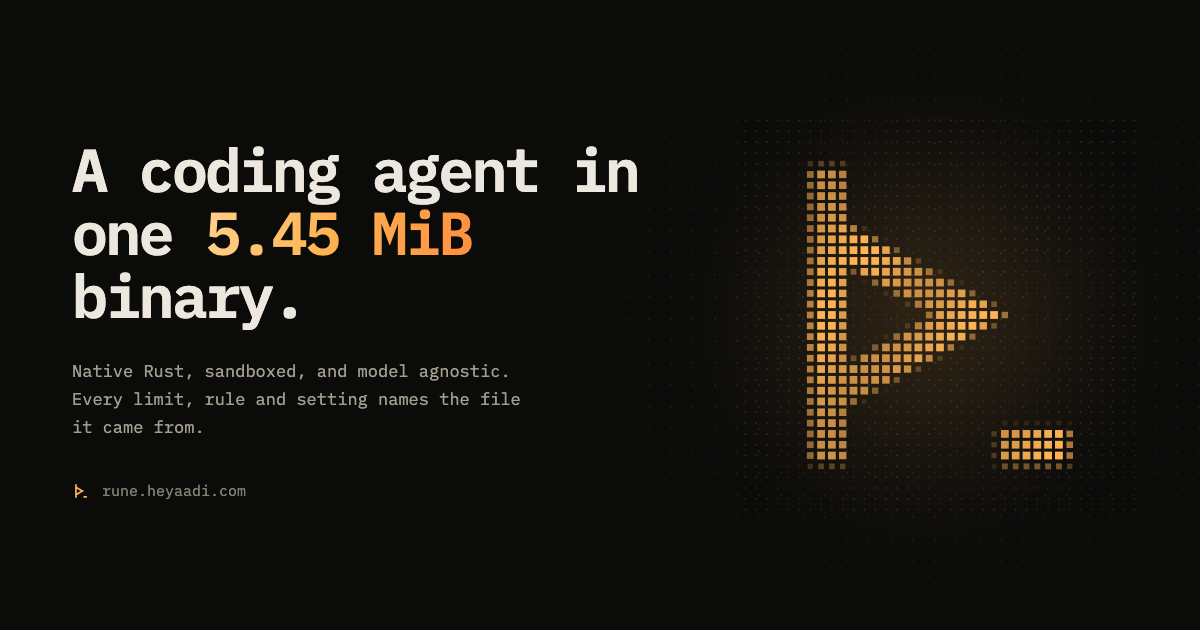 A coding agent in
one 5.45 MiB
binary.
Native Rust, sandboxed, and model agnostic.
Every limit, rule and setting names the file
it came from.
rune.heyaadi.com